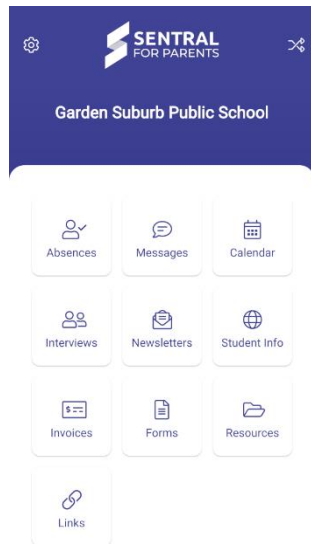 SENTRAL
FOR PARENTS
Garden Suburb Public School
Absences
Messages
Calendar
Interviews
Newsletters
Student Info
Invoices
Forms
Resources
Links